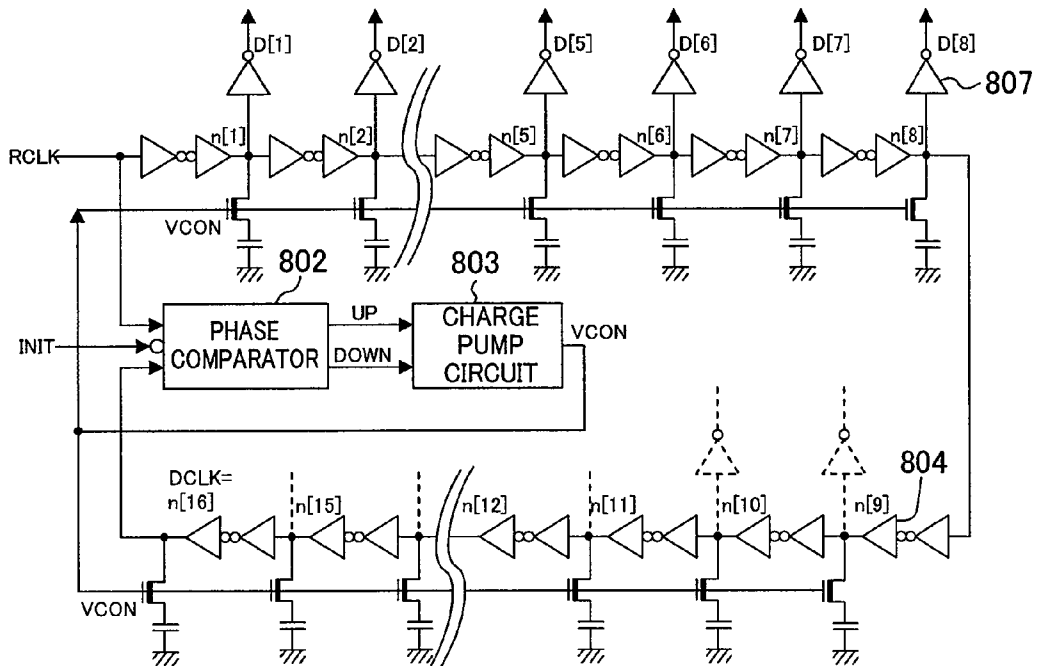 D[1] D[2] D[5] D[6] D[7] D[8]
807
n[1] n[2] n[5] n[6] n[7] n[8]
RCLK
VCON
802 803
INIT
PHASE
COMPARATOR
UP
DOWN
CHARGE
PUMP
CIRCUIT
VCON
804
DCLK=
n[16] n[15] n[12] n[11] n[10] n[9]
VCON